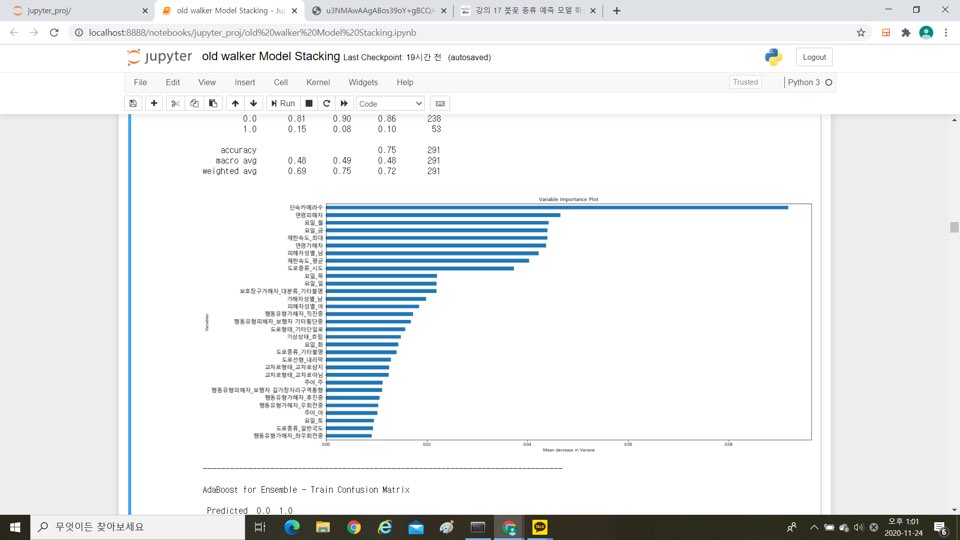 jupyter_proj/
old walker Model Stacking - Jup
u3NMAwAAgABos39oY+gBCQ/
강의 17 붓꽃 종류 예측 모델 학
localhost:8888/notebooks/jupyter_proj/old%20walker%20Model%20Stacking.ipynb
jupyter old walker Model Stacking Last Checkpoint: 19시간 전 (autosaved)
Logout
File Edit View Insert Cell Kernel Widgets Help
Trusted Python 3
Run Code
0.0 0.81 0.90 0.86 238
1.0 0.15 0.08 0.10 53
accuracy 0.75 291
macro avg 0.48 0.49 0.48 291
weighted avg 0.69 0.75 0.72 291
Variable Importance Plot
단속카메라수
연령피해자
요일_월
요일_금
제한속도_최대
연령가해자
피해자성별_남
제한속도_평균
도로종류_시도
요일_목
요일_일
보호장구가해자_대분류_기타불명
가해자성별_남
피해자성별_여
행동유형가해자_직진중
행동유형피해자_보행자 기타횡단중
도로형태_기타단일로
기상상태_흐림
요일_화
도로종류_기타불명
도로선형_내리막
교차로형태_교차로삼지
교차로형태_교차로아님
주야_주
행동유형피해자_보행자 길가장자리구역통행
행동유형가해자_후진중
행동유형가해자_우회전중
주야_야
요일_토
도로종류_일반국도
행동유형가해자_좌우회전중
Variables
0.00 0.02 0.04 0.06 0.08
Mean decrease in Variane
--------------------------------------------------------------------------------
AdaBoost for Ensemble - Train Confusion Matrix
Predicted 0.0 1.0
무엇이든 찾아보세요
TALK
오후 1:01
2020-11-24
6